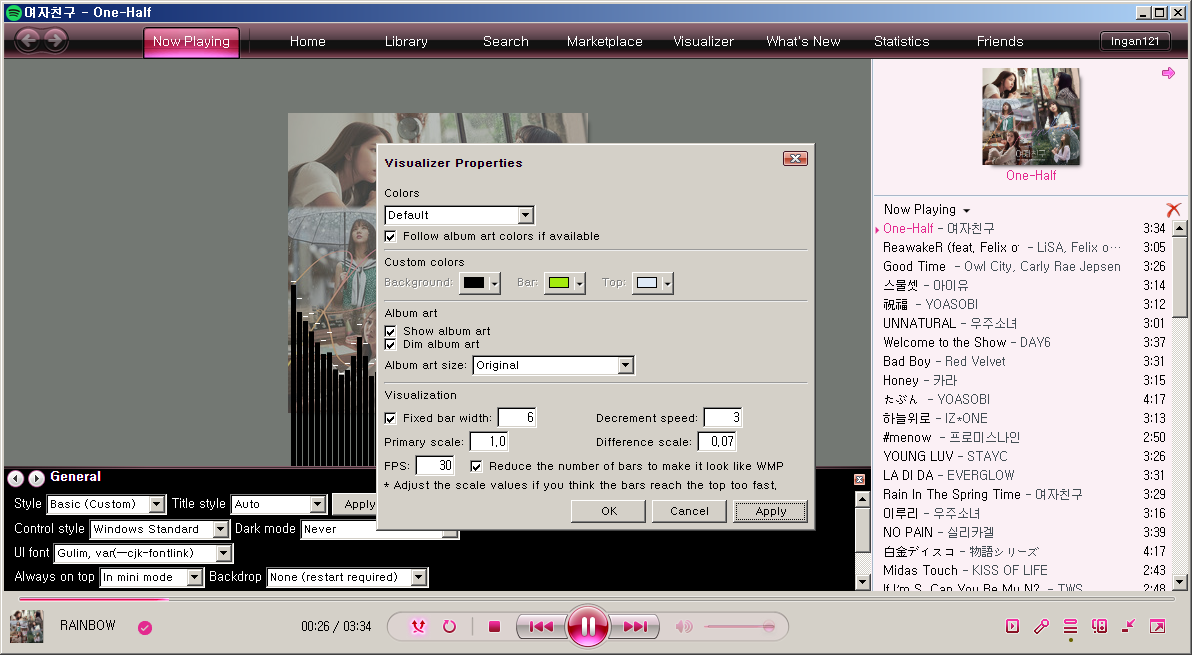 여자친구 - One-Half
Now Playing
Home
Library
Search
Marketplace
Visualizer
What's New
Statistics
Friends
Ingan121
여자친구
One-Half
Now Playing
One-Half - 여자친구 3:34
ReawakeR (feat. Felix o - LiSA, Felix o… 3:05
Good Time - Owl City, Carly Rae Jepsen 3:26
스물셋 - 아이유 3:14
祝福 - YOASOBI 3:12
UNNATURAL - 우주소녀 3:01
Welcome to the Show - DAY6 3:37
Bad Boy - Red Velvet 3:31
Honey - 카라 3:15
たぶん - YOASOBI 4:17
하늘위로 - IZ*ONE 3:13
#menow - 프로미스나인 2:50
YOUNG LUV - STAYC 3:26
LA DI DA - EVERGLOW 3:31
Rain In The Spring Time - 여자친구 3:29
이루리 - 우주소녀 3:16
NO PAIN - 실리카겔 3:39
白金ディスコ - 物語シリーズ 4:17
Midas Touch - KISS OF LIFE 2:43
If I'm S, Can You Be My N? - TWS 2:48
Visualizer Properties
Colors
Default
Follow album art colors if available
Custom colors
Background: Bar: Top:
Album art
Show album art
Dim album art
Album art size: Original
Visualization
Fixed bar width: 6 Decrement speed: 3
Primary scale: 1.0 Difference scale: 0.07
FPS: 30 Reduce the number of bars to make it look like WMP
* Adjust the scale values if you think the bars reach the top too fast.
OK Cancel Apply
General
Style Basic (Custom) Title style Auto Apply
Control style Windows Standard Dark mode Never
UI font Gulim, var(--cjk-fontlink)
Always on top In mini mode Backdrop None (restart required)
RAINBOW
00:26 / 03:34